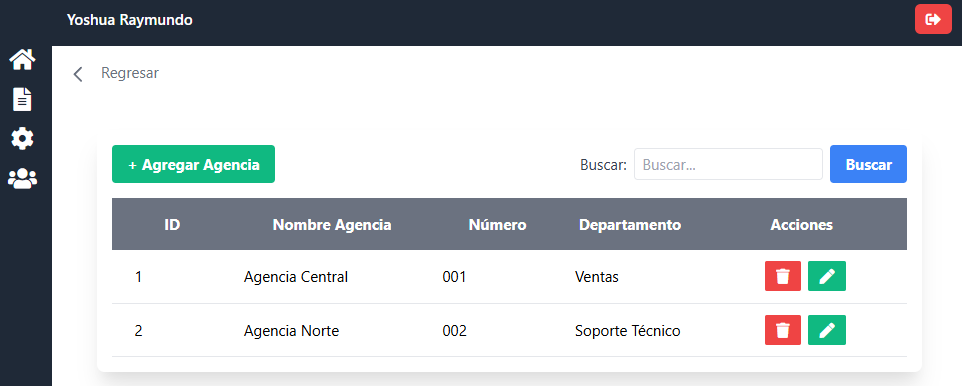 Yoshua Raymundo
Regresar
+ Agregar Agencia
Buscar: Buscar... Buscar
ID Nombre Agencia Número Departamento Acciones
1 Agencia Central 001 Ventas
2 Agencia Norte 002 Soporte Técnico